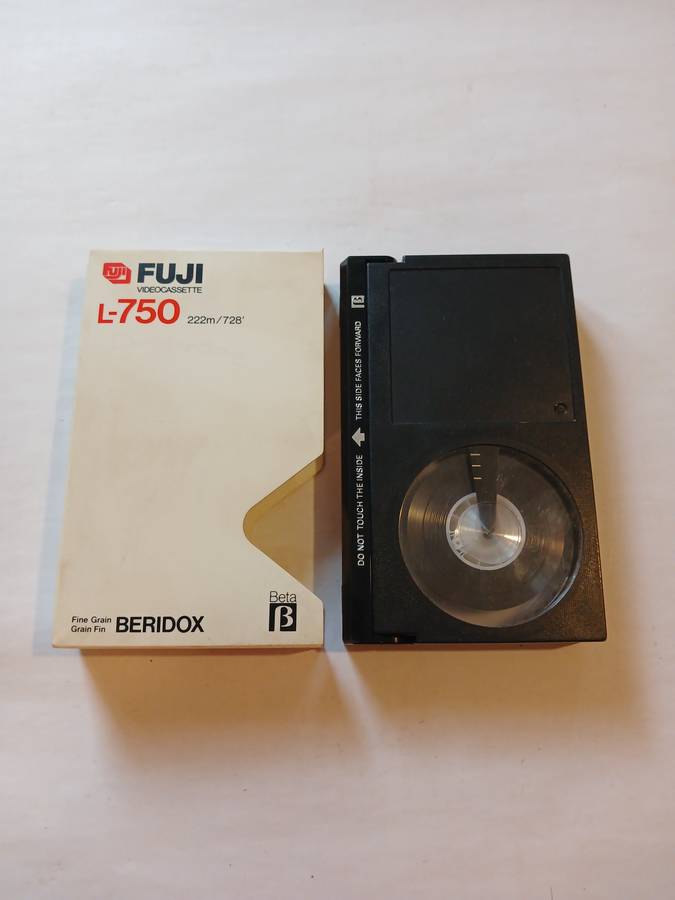 FUJI FUJI
VIDEOCASSETTE
L-750 222m/728'
Fine Grain
Grain Fin BERIDOX
Beta
β
DO NOT TOUCH THE INSIDE THIS SIDE FACES FORWARD β